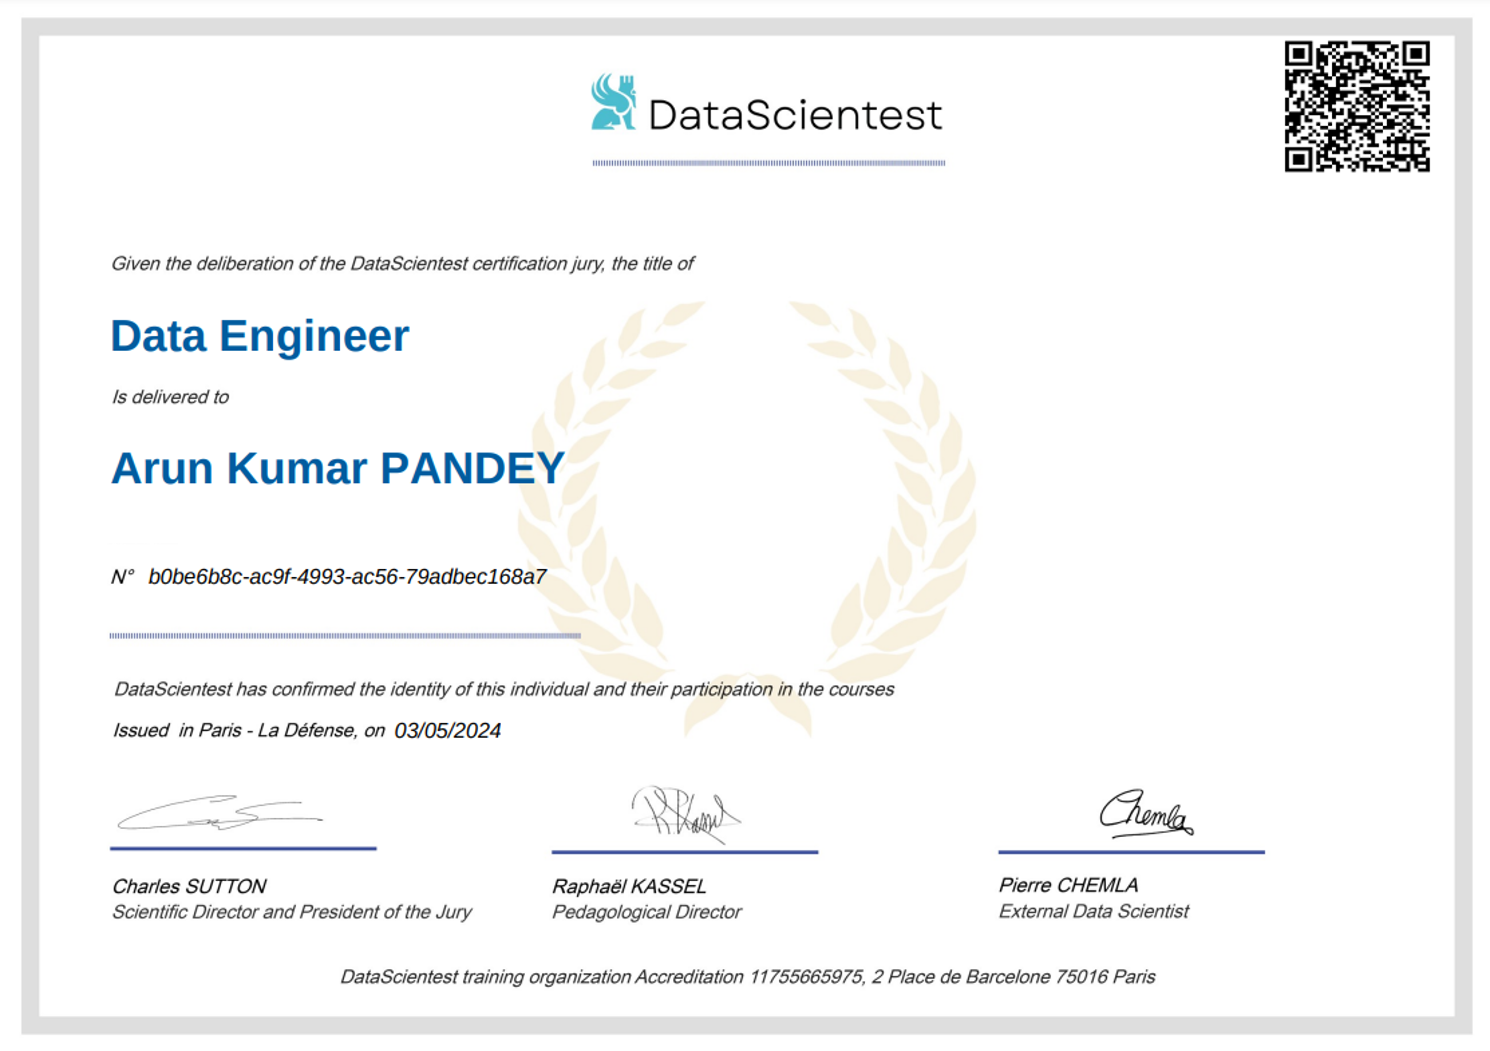 DataScientest
Given the deliberation of the DataScientest certification jury, the title of
Data Engineer
Is delivered to
Arun Kumar PANDEY
N° b0be6b8c-ac9f-4993-ac56-79adbec168a7
DataScientest has confirmed the identity of this individual and their participation in the courses
Issued in Paris - La Défense, on 03/05/2024
R.Kassel
Chemla
Charles SUTTON
Scientific Director and President of the Jury
Raphaël KASSEL
Pedagological Director
Pierre CHEMLA
External Data Scientist
DataScientest training organization Accreditation 11755665975, 2 Place de Barcelone 75016 Paris